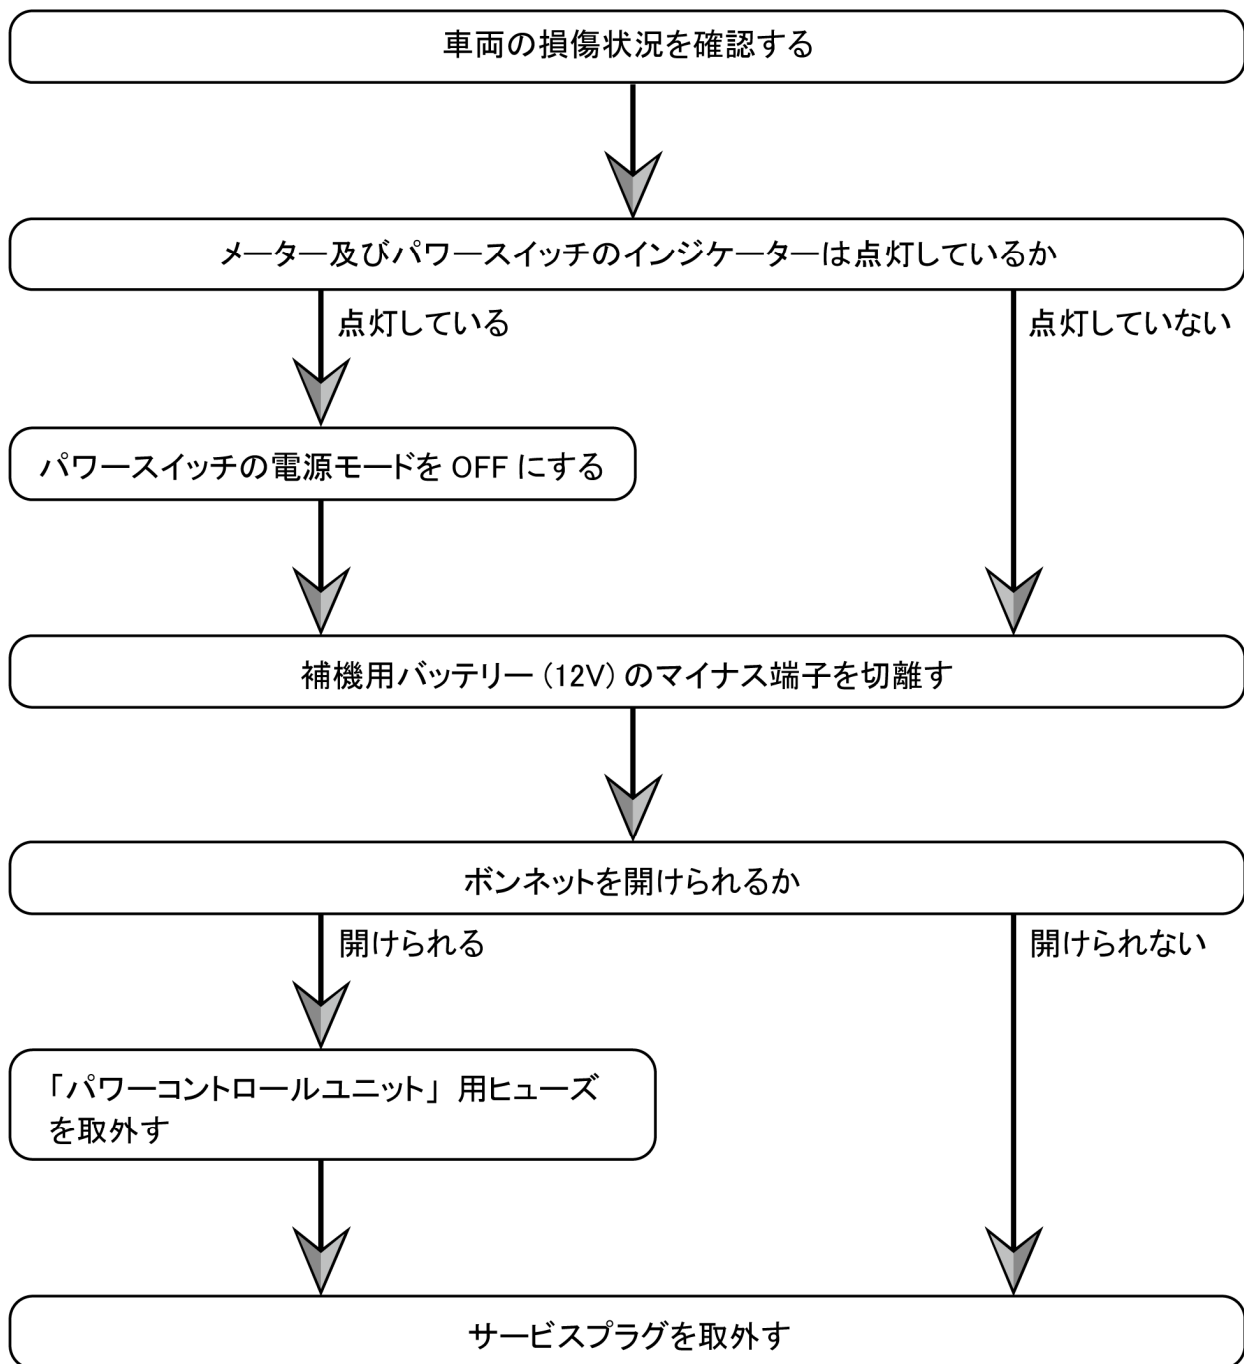 車両の損傷状況を確認する
メーター及びパワースイッチのインジケーターは点灯しているか
点灯している
点灯していない
パワースイッチの電源モードを OFF にする
補機用バッテリー (12V) のマイナス端子を切離す
ボンネットを開けられるか
開けられる
開けられない
「パワーコントロールユニット」 用ヒューズ
を取外す
サービスプラグを取外す